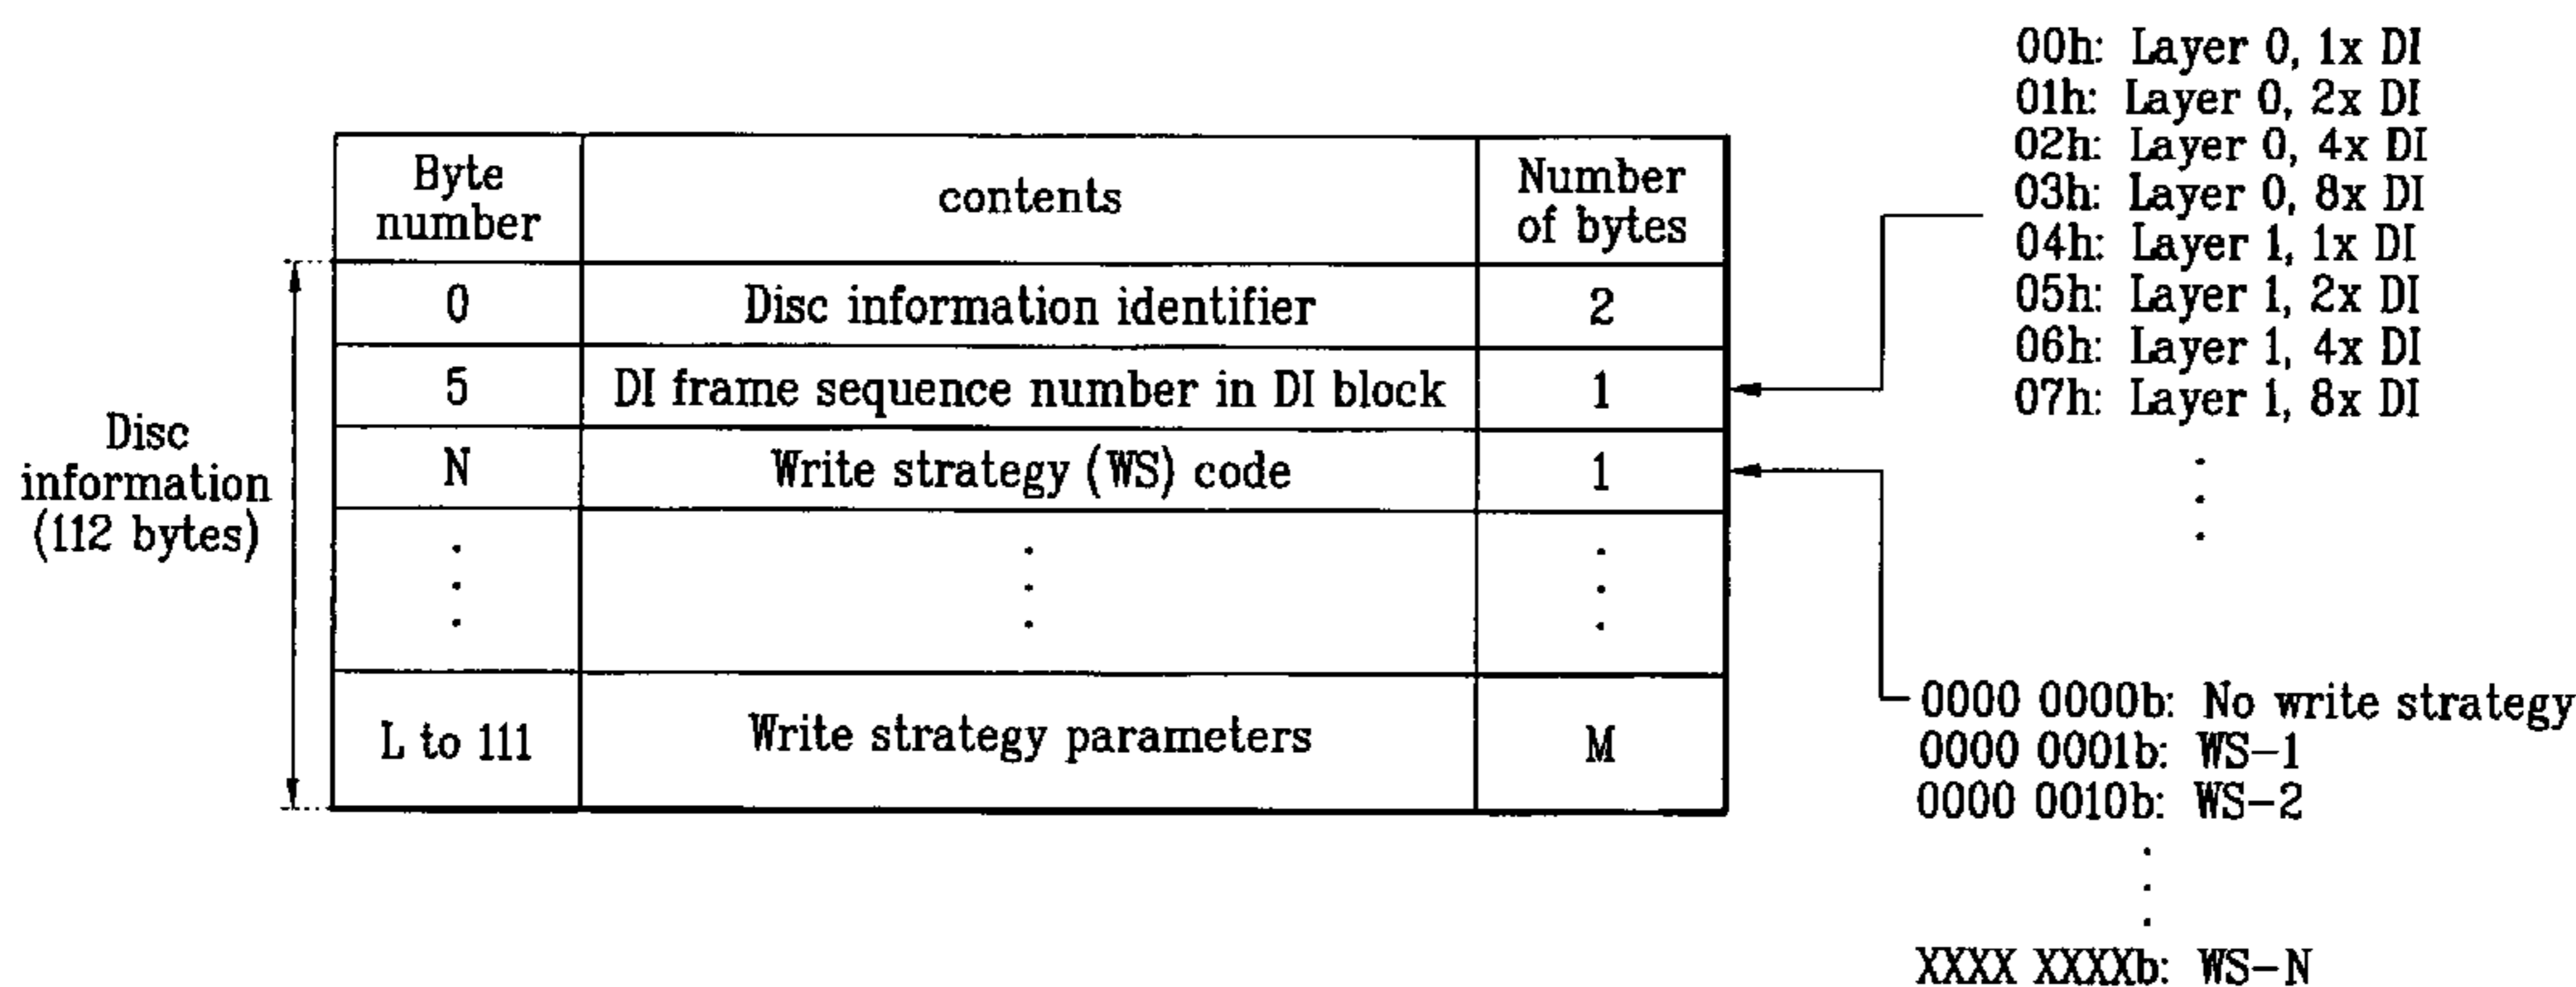 00h: Layer 0, 1x DI
01h: Layer 0, 2x DI
02h: Layer 0, 4x DI
03h: Layer 0, 8x DI
04h: Layer 1, 1x DI
05h: Layer 1, 2x DI
06h: Layer 1, 4x DI
07h: Layer 1, 8x DI
Byte
number
contents
Number
of bytes
0
Disc information identifier
2
5
DI frame sequence number in DI block
1
N
Write strategy (WS) code
1
L to 111
Write strategy parameters
M
Disc
information
(112 bytes)
0000 0000b: No write strategy
0000 0001b: WS-1
0000 0010b: WS-2
XXXX XXXXb: WS-N